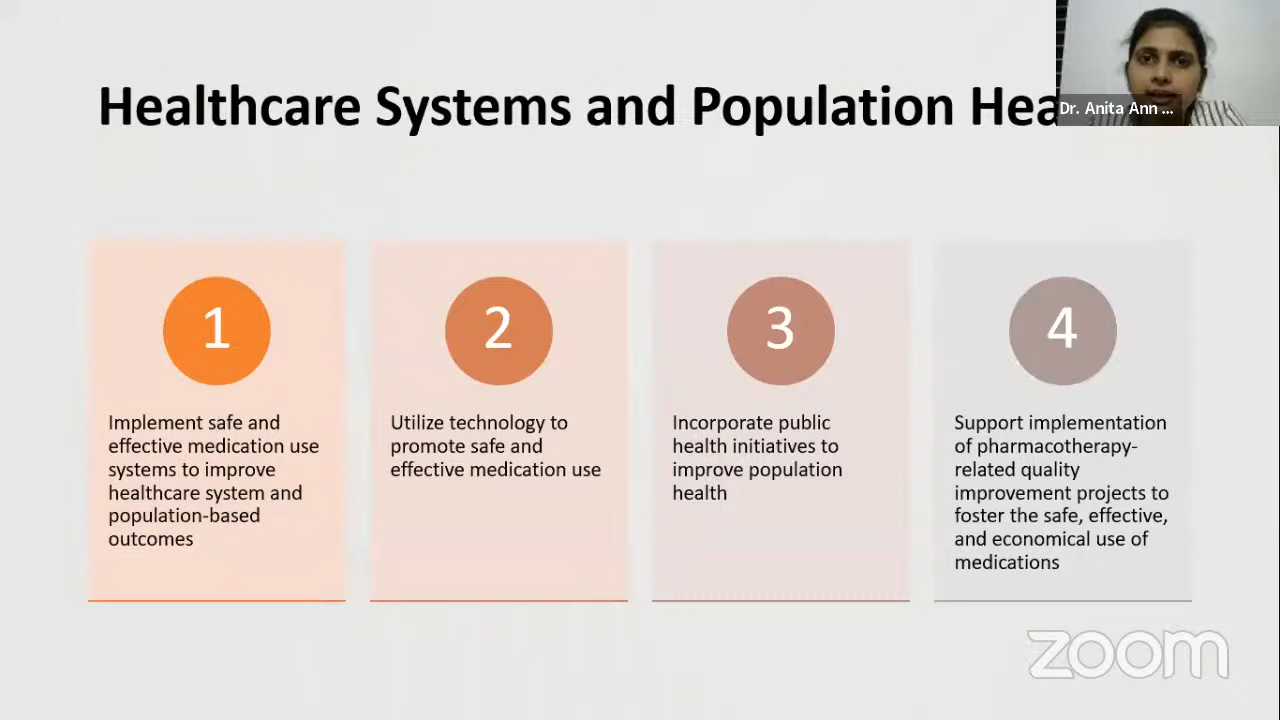 Healthcare Systems and Population Hea
Dr. Anita Ann ...
1
Implement safe and
effective medication use
systems to improve
healthcare system and
population-based
outcomes
2
Utilize technology to
promote safe and
effective medication use
3
Incorporate public
health initiatives to
improve population
health
4
Support implementation
of pharmacotherapy-
related quality
improvement projects to
foster the safe, effective,
and economical use of
medications
zoom